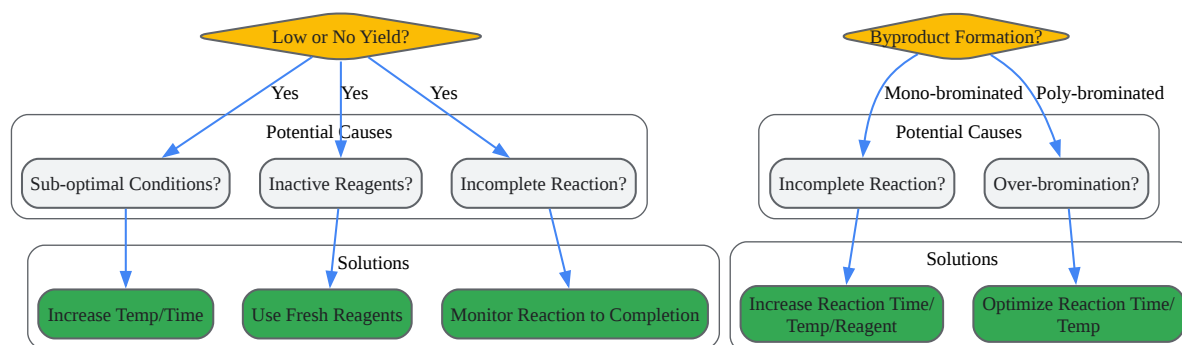 Low or No Yield?
Byproduct Formation?
Yes
Yes
Yes
Mono-brominated
Poly-brominated
Potential Causes
Potential Causes
Sub-optimal Conditions?
Inactive Reagents?
Incomplete Reaction?
Incomplete Reaction?
Over-bromination?
Solutions
Solutions
Increase Temp/Time
Use Fresh Reagents
Monitor Reaction to Completion
Increase Reaction Time/
Temp/Reagent
Optimize Reaction Time/
Temp